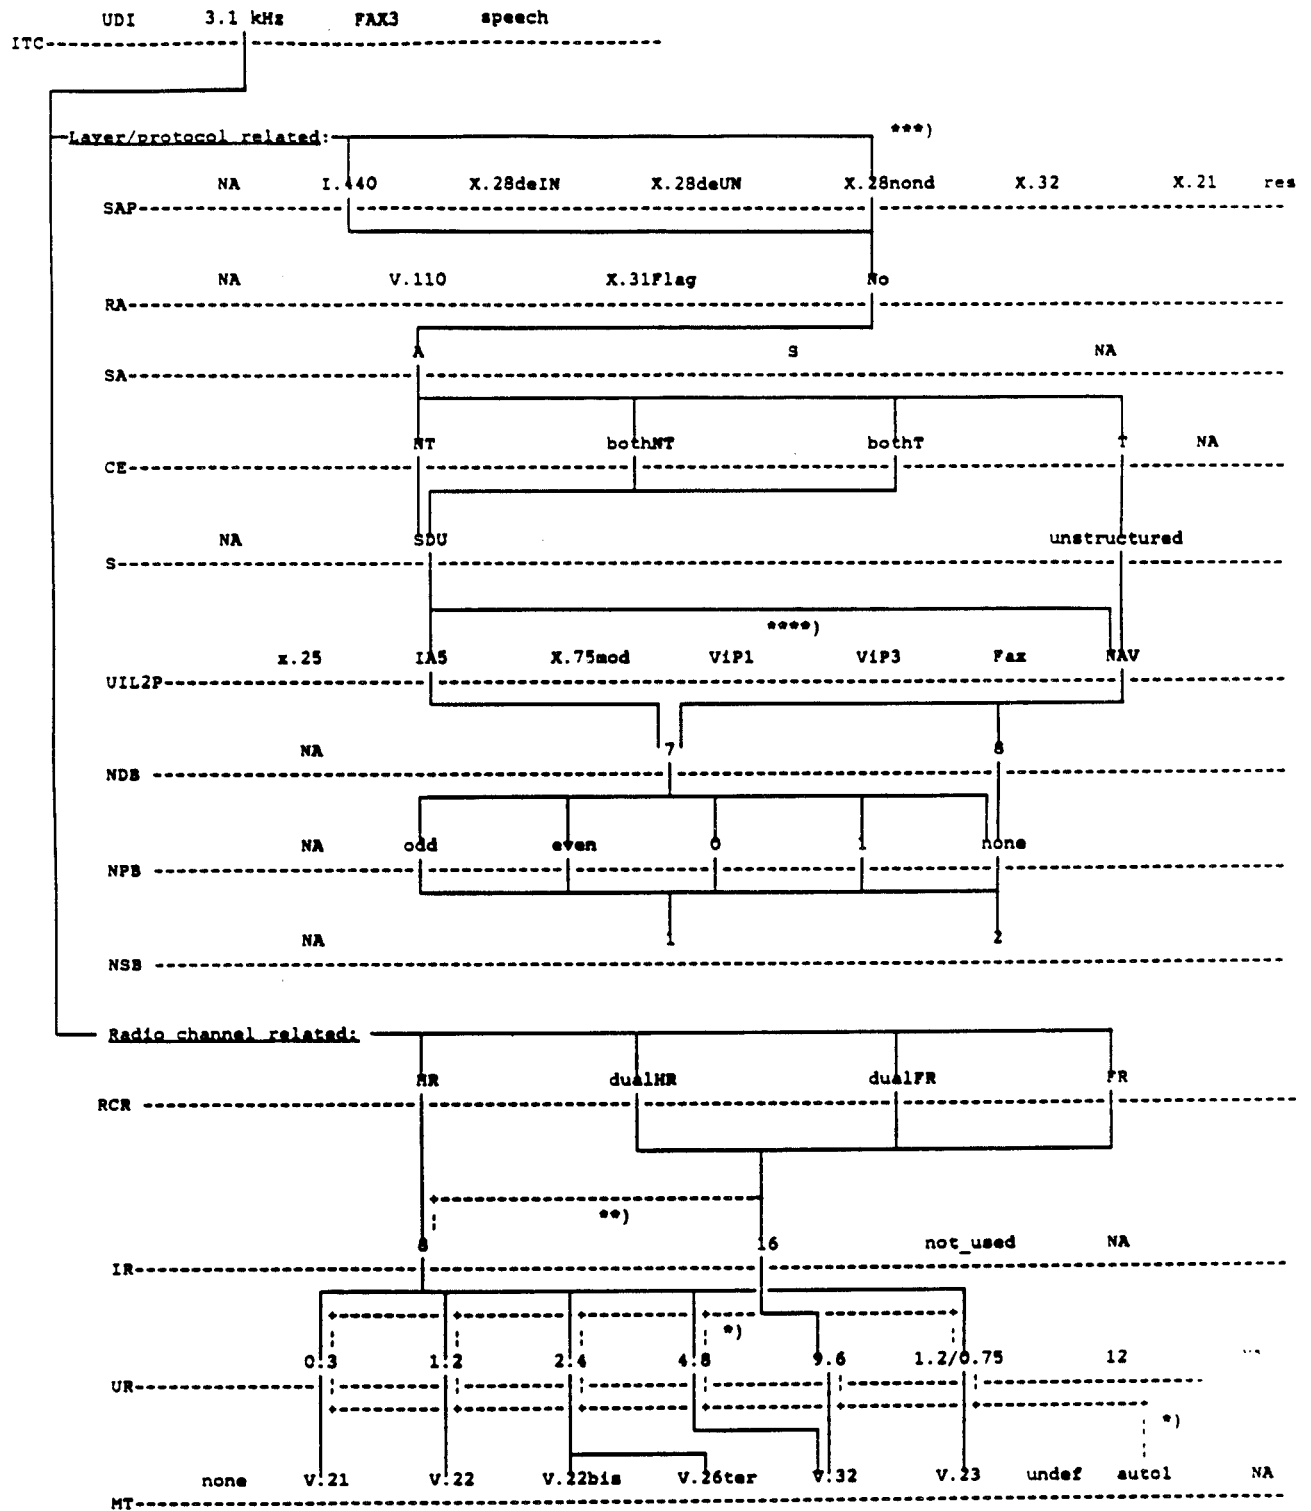 UDI 3.1 kHz FAX3 speech
ITC
Layer/protocol related: ***)
NA I.440 X.28deIN X.28deUN X.28nond X.32 X.21 res
SAP
NA V.110 X.31Flag No
RA
A S NA
SA
NT bothNT bothT T NA
CE
NA SDU unstructured
S
****)
x.25 IA5 X.75mod ViP1 ViP3 Fax NAV
UIL2P
NA 7 8
NDB
NA odd even 0 1 none
NPB
NA 1 2
NSB
Radio channel related:
HR dualHR dualFR FR
RCR
**)
8 16 not_used NA
IR
*)
0.3 1.2 2.4 4.8 9.6 1.2/0.75 12
UR
*)
none V.21 V.22 V.22bis V.26ter V.32 V.23 undef auto1 NA
MT